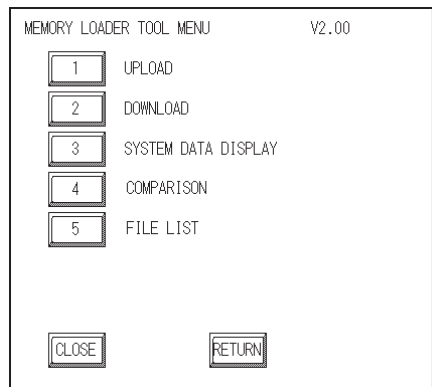 MEMORY LOADER TOOL MENU V2.00
1 UPLOAD
2 DOWNLOAD
3 SYSTEM DATA DISPLAY
4 COMPARISON
5 FILE LIST
CLOSE RETURN